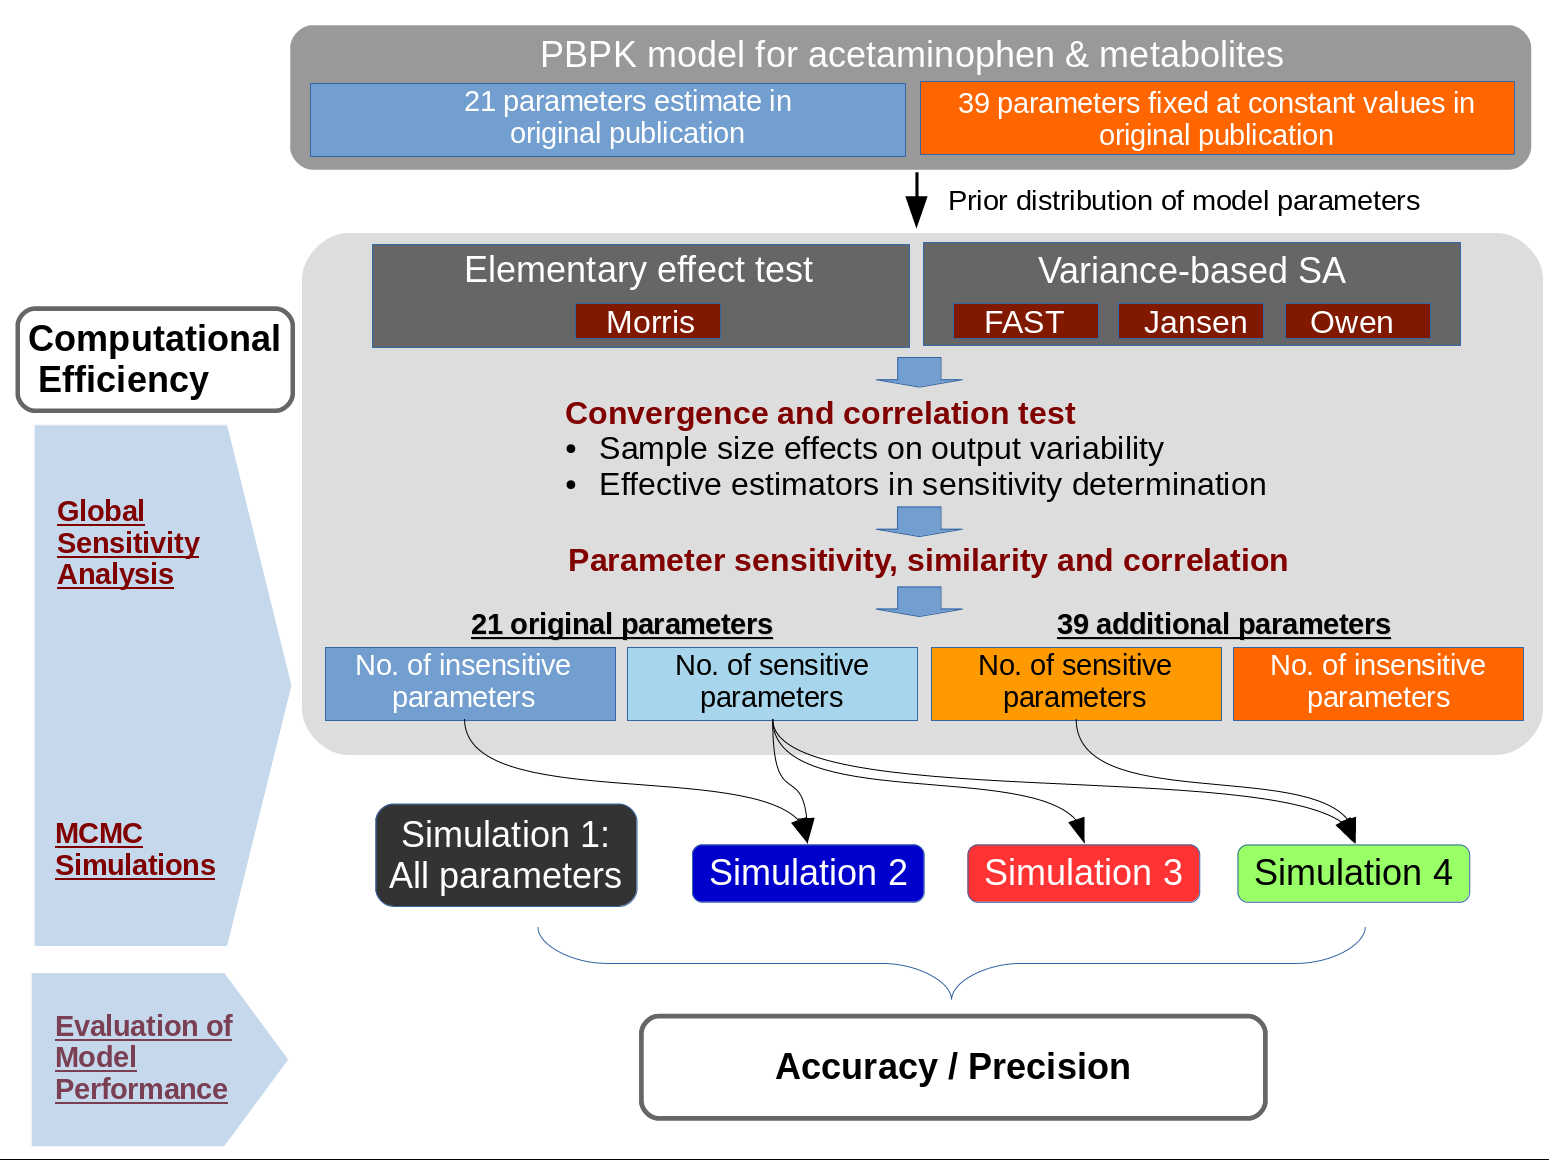 PBPK model for acetaminophen & metabolites
21 parameters estimate in
original publication
39 parameters fixed at constant values in
original publication
Prior distribution of model parameters
Elementary effect test
Morris
Variance-based SA
FAST
Jansen
Owen
Computational
Efficiency
Convergence and correlation test
• Sample size effects on output variability
• Effective estimators in sensitivity determination
Global
Sensitivity
Analysis
Parameter sensitivity, similarity and correlation
21 original parameters
39 additional parameters
No. of insensitive
parameters
No. of sensitive
parameters
No. of sensitive
parameters
No. of insensitive
parameters
MCMC
Simulations
Simulation 1:
All parameters
Simulation 2
Simulation 3
Simulation 4
Evaluation of
Model
Performance
Accuracy / Precision